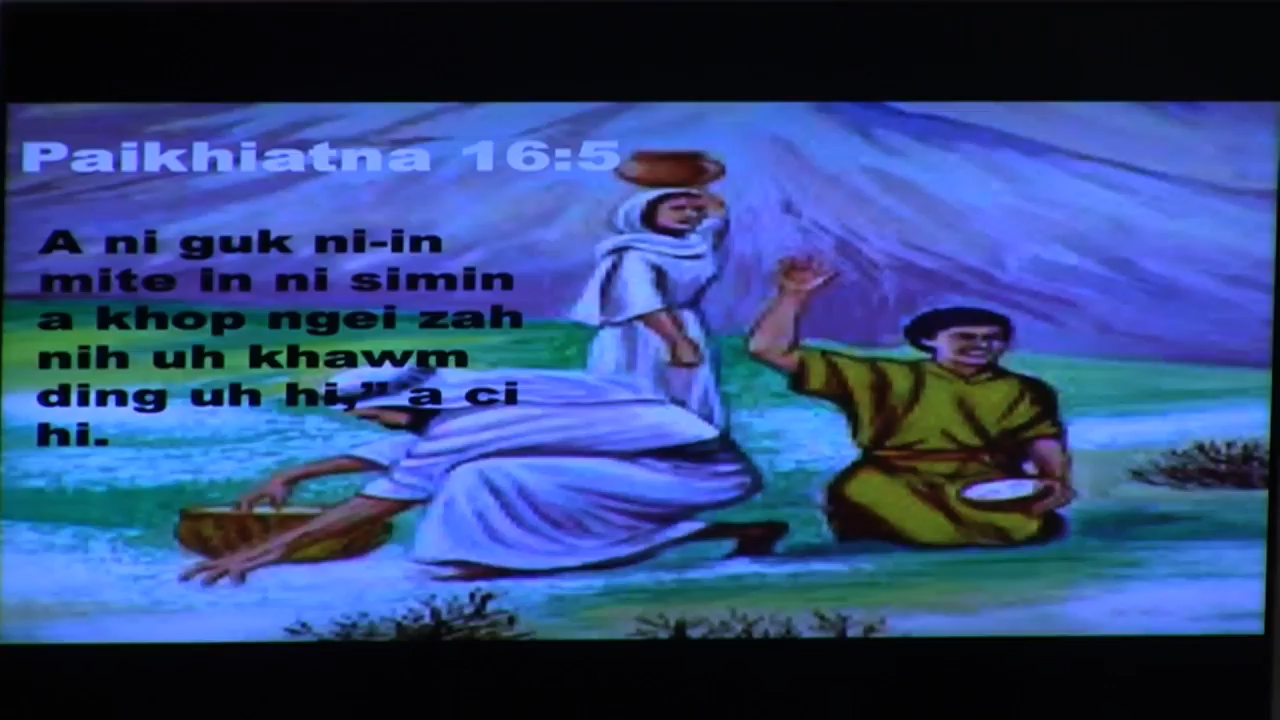 Paikhiatna 16:5
A ni guk ni-in
mite in ni simin
a khop ngei zah
nih uh khawm
ding uh hi,” a ci
hi.